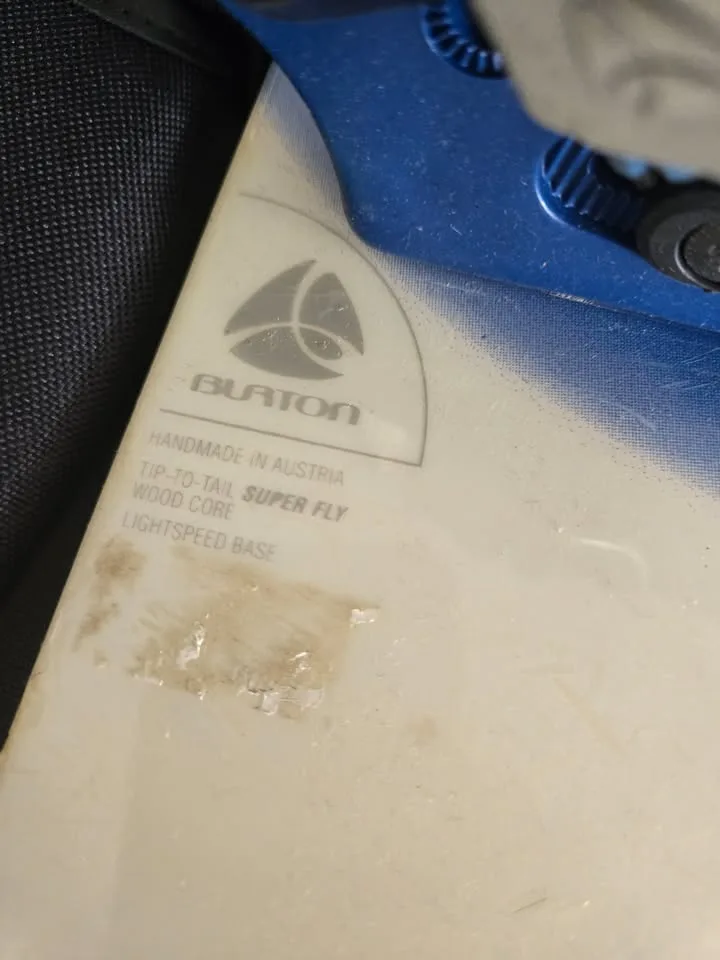 BURTON
HANDMADE IN AUSTRIA
TIP-TO-TAIL SUPER FLY
WOOD CORE
LIGHTSPEED BASE